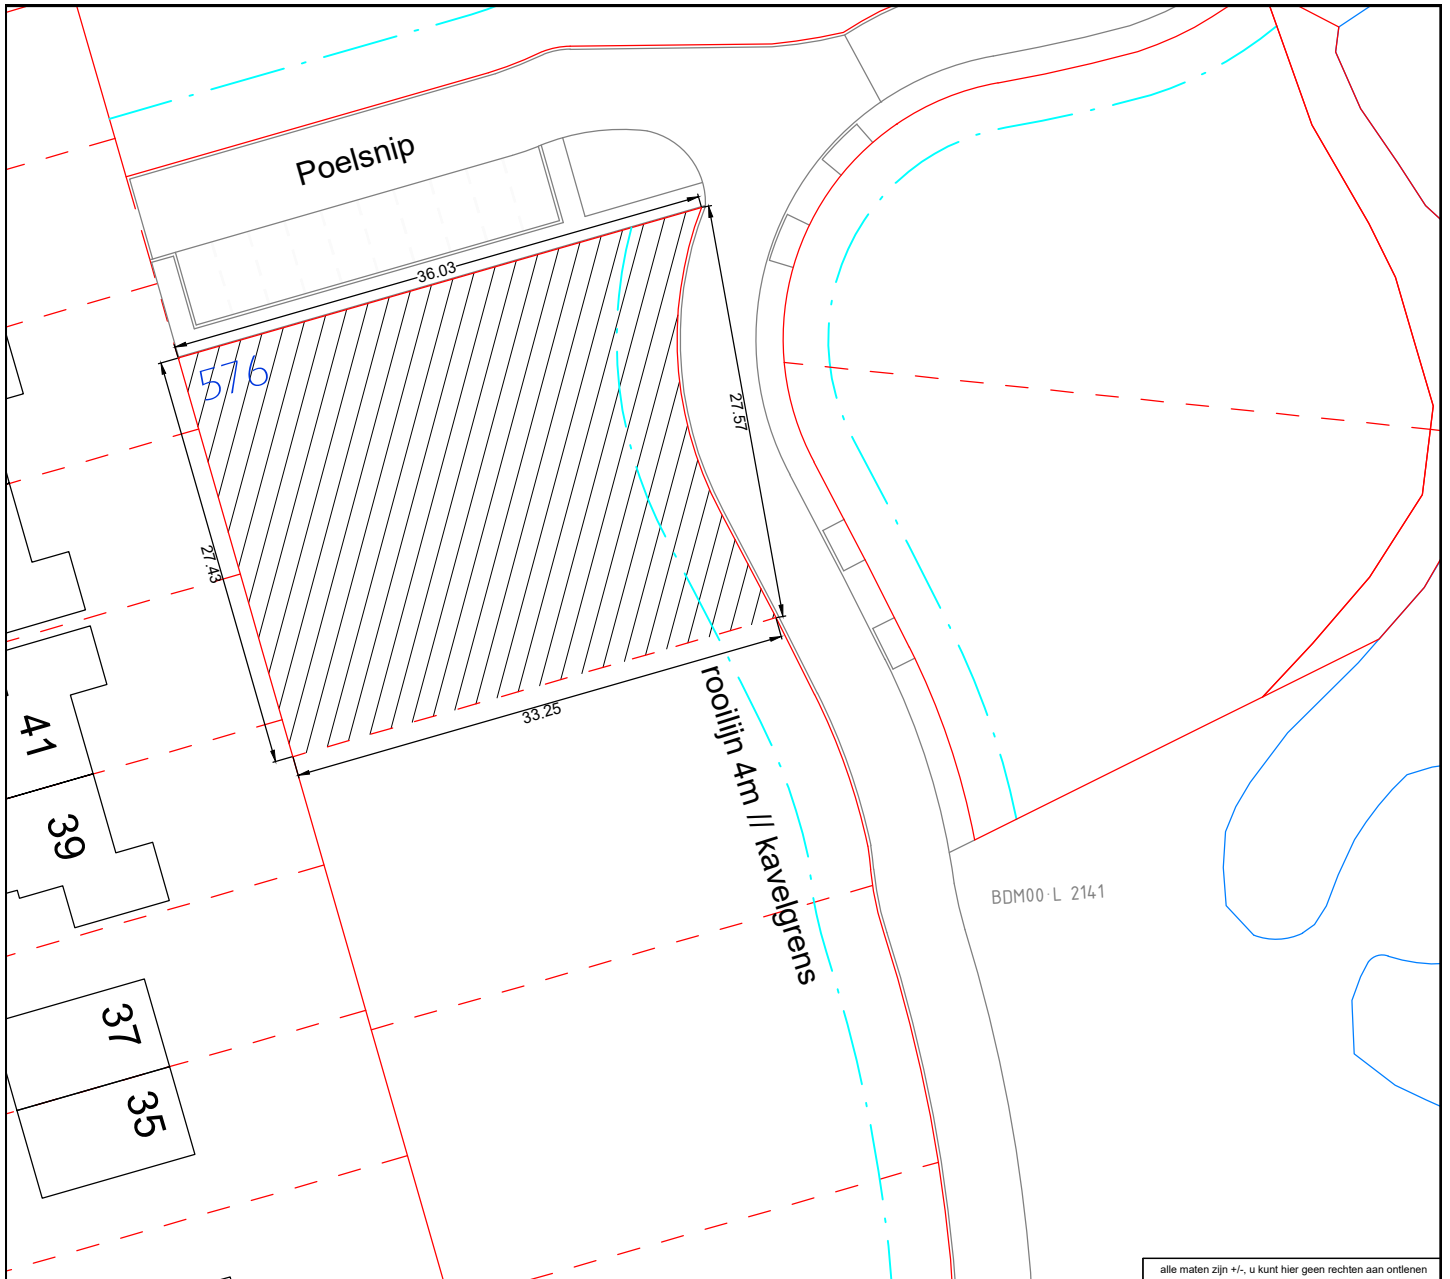 Poelsnip
36.03
576
27.57
27.43
33.25
rooilijn 4m // kavelgrens
41
39
37
35
BDM00 L 2141
alle maten zijn +/-, u kunt hier geen rechten aan ontlenen